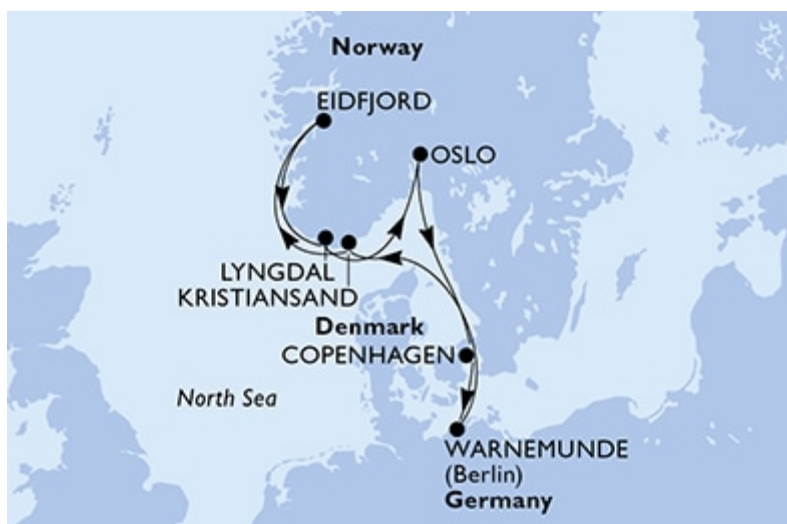 Norway
EIDFJORD
OSLO
LYNGDAL
KRISTIANSAND
Denmark
COPENHAGEN
North Sea
WARNEMUNDE
(Berlin)
Germany